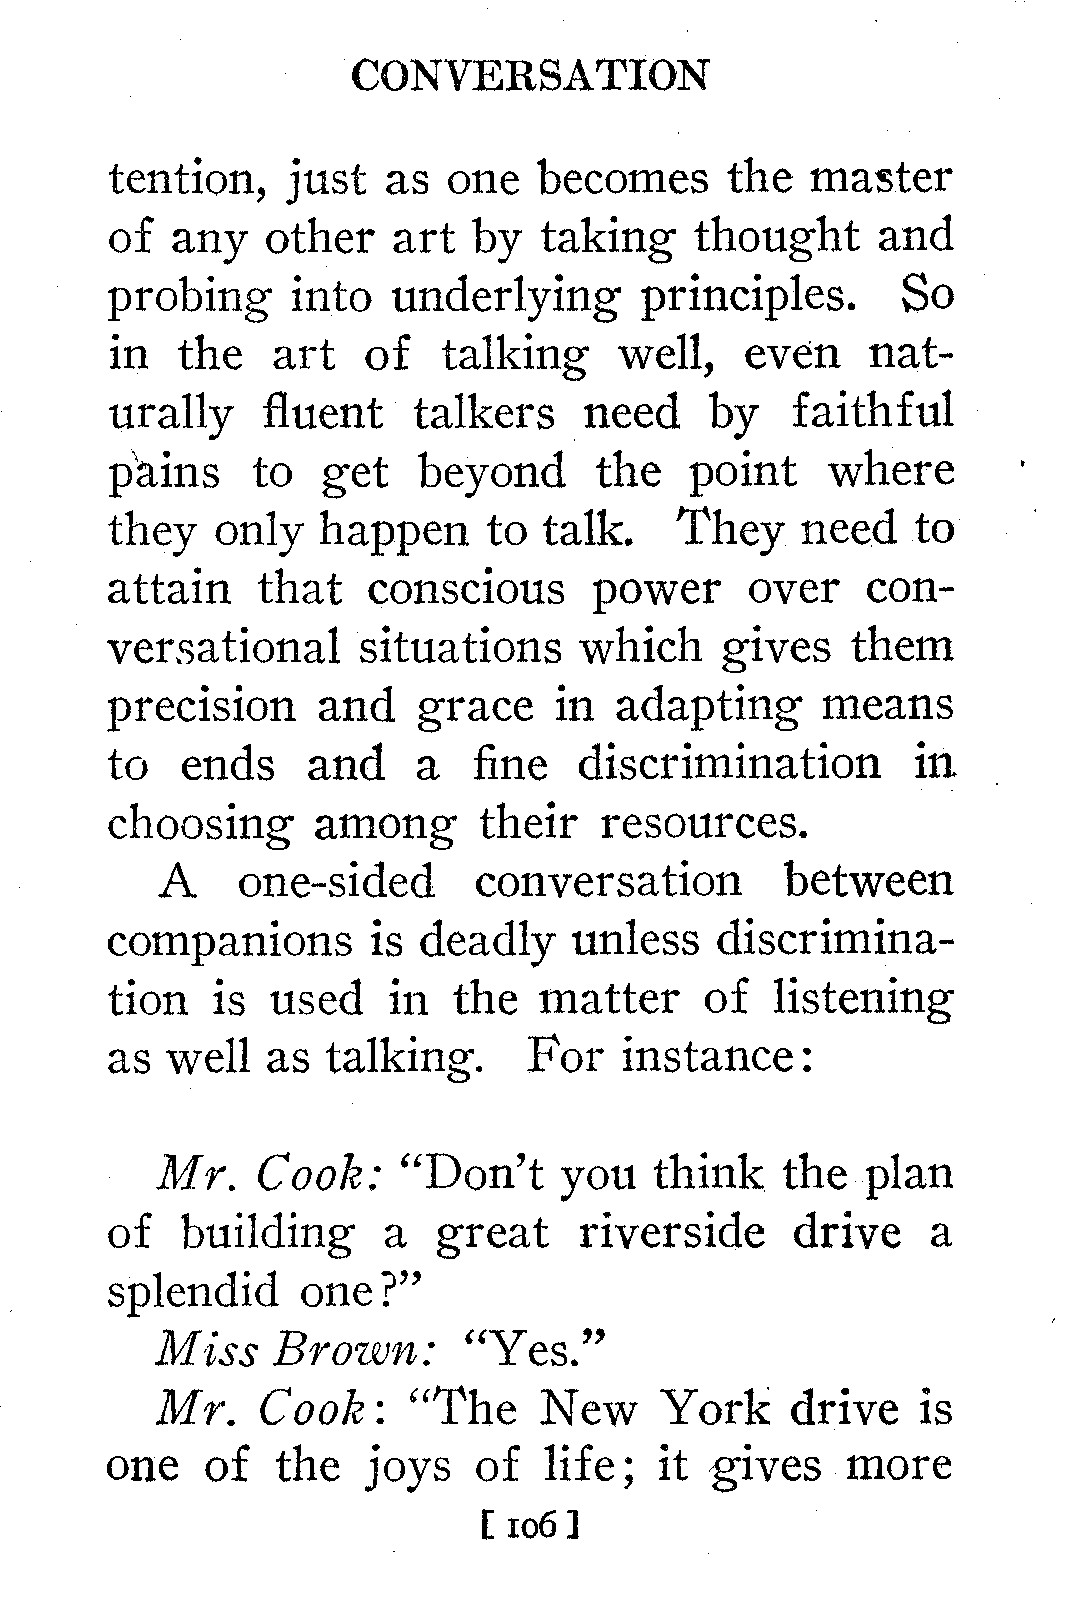 CONVERSATION
tention, just as one becomes the master
of any other art by taking thought and
probing into underlying principles. So
in the art of talking well, even nat-
urally fluent talkers need by faithful
pains to get beyond the point where
they only happen to talk. They need to
attain that conscious power over con-
versational situations which gives them
precision and grace in adapting means
to ends and a fine discrimination in
choosing among their resources.
A one-sided conversation between
companions is deadly unless discrimina-
tion is used in the matter of listening
as well as talking. For instance:
Mr. Cook: “Don’t you think the plan
of building a great riverside drive a
splendid one?”
Miss Brown: “Yes.”
Mr. Cook: “The New York drive is
one of the joys of life; it gives more
[ 106 ]